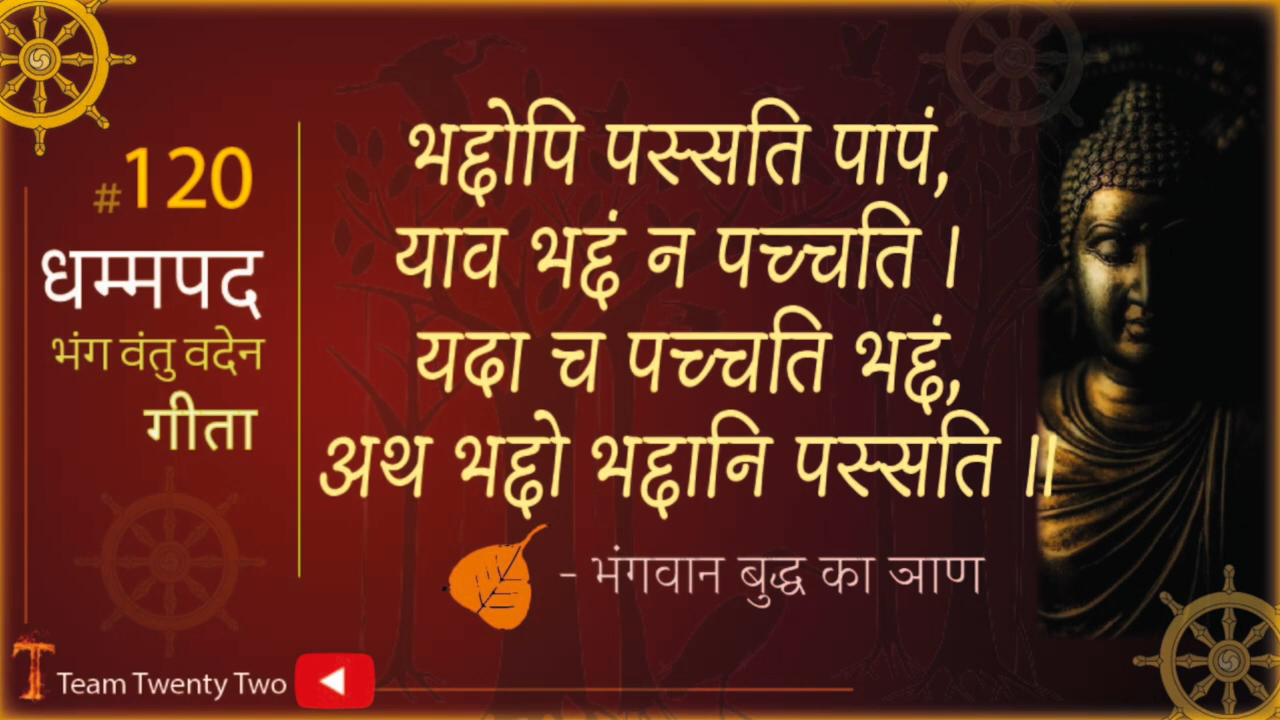 #120
धम्मपद
भंग वंतु वदेन
गीता
भद्दोपि पस्सति पापं,
याव भद्दं न पच्चति ।
यदा च पच्चति भद्दं,
अथ भद्दो भद्दानि पस्सति ॥
- भंगवान बुद्ध का ञाण
Team Twenty Two